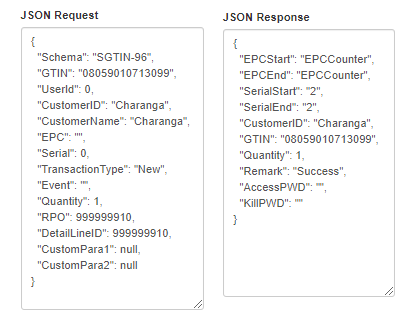 JSON Request
{
"Schema": "SGTIN-96",
"GTIN": "08059010713099",
"UserId": 0,
"CustomerID": "Charanga",
"CustomerName": "Charanga",
"EPC": "",
"Serial": 0,
"TransactionType": "New",
"Event": "",
"Quantity": 1,
"RPO": 999999910,
"DetailLineID": 999999910,
"CustomPara1": null,
"CustomPara2": null
}
JSON Response
{
"EPCStart": "EPCCounter",
"EPCEnd": "EPCCounter",
"SerialStart": "2",
"SerialEnd": "2",
"CustomerID": "Charanga",
"GTIN": "08059010713099",
"Quantity": 1,
"Remark": "Success",
"AccessPWD": "",
"KillPWD": ""
}